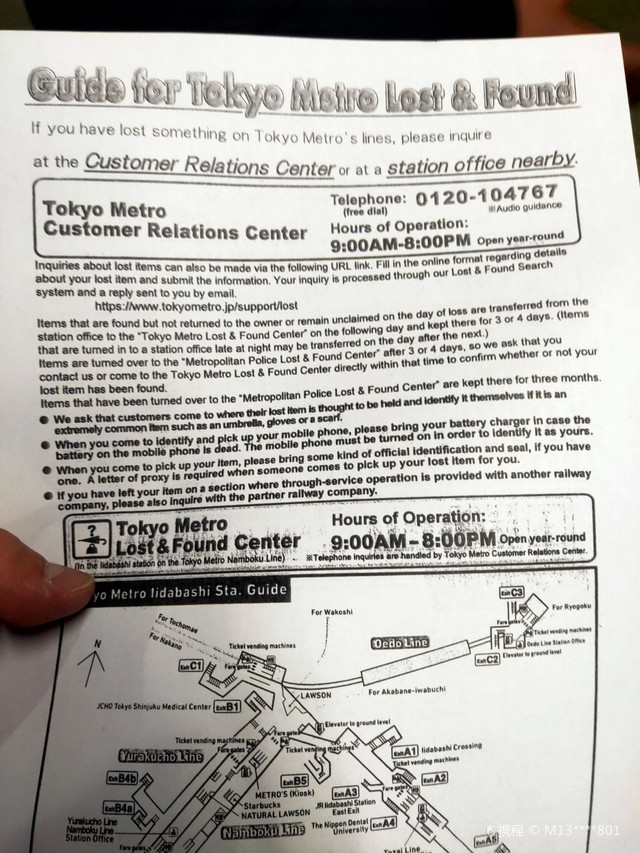 Guide for Tokyo Metro Lost & Found
If you have lost something on Tokyo Metro's lines, please inquire
at the Customer Relations Center or at a station office nearby.
Tokyo Metro
Customer Relations Center
Telephone: 0120-104767
(free dial) ※Audio guidance
Hours of Operation:
9:00AM-8:00PM Open year-round
Inquiries about lost items can also be made via the following URL link. Fill in the online format regarding details
about your lost item and submit the information. Your inquiry is processed through our Lost & Found Search
system and a reply sent to you by email.
https://www.tokyometro.jp/support/lost
Items that are found but not returned to the owner or remain unclaimed on the day of loss are transferred from the
station office to the "Tokyo Metro Lost & Found Center" on the following day and kept there for 3 or 4 days. (Items
that are turned in to a station office late at night may be transferred on the day after the next.)
Items are turned over to the "Metropolitan Police Lost & Found Center" after 3 or 4 days, so we ask that you
contact us or come to the Tokyo Metro Lost & Found Center directly within that time to confirm whether or not your
lost item has been found.
Items that have been turned over to the "Metropolitan Police Lost & Found Center" are kept there for three months.
● We ask that customers come to where their lost item is thought to be held and identify it themselves if it is an
extremely common item such as an umbrella, gloves or a scarf.
● When you come to identify and pick up your mobile phone, please bring your battery charger in case the
battery on the mobile phone is dead. The mobile phone must be turned on in order to identify it as yours.
● When you come to pick up your item, please bring some kind of official identification and seal, if you have
one. A letter of proxy is required when someone comes to pick up your lost item for you.
● If you have left your item on a section where through-service operation is provided with another railway
company, please also inquire with the partner railway company.
?
Tokyo Metro
Lost & Found Center
(In the Iidabashi station on the Tokyo Metro Namboku Line)
Hours of Operation:
9:00AM-8:00PM Open year-round
※Telephone inquiries are handled by Tokyo Metro Customer Relations Center.
yo Metro Iidabashi Sta. Guide
N
For Nakano
For Wakoshi
Oedo Line
Exit C3
For Ryogoku
Ticket vending machines
Oedo Line Station Office
Fare gates
Elevator to ground level
Exit C2
Ticket vending machines
Fare gates
Exit C1
LAWSON
For Akabane-iwabuchi
JCHO Tokyo Shinjuku Medical Center
Exit B1
Elevator to ground level
Ticket vending machines
Fare gates
Fare gates
Ticket vending machines
Exit A1
Iidabashi Crossing
Ticket vending machines
Yurakucho Line
Exit B4b
Exit B5
METRO'S (Kiosk)
Starbucks
NATURAL LAWSON
Exit A3
JR Iidabashi Station
East Exit
Exit A2
Fare gates
Exit B4a
The Nippon Dental
University
Exit A4
Namboku Line
Yurakucho Line
Namboku Line
Station Office
Fare gates
Tozai Line
Exit A5
携程 © M13****801